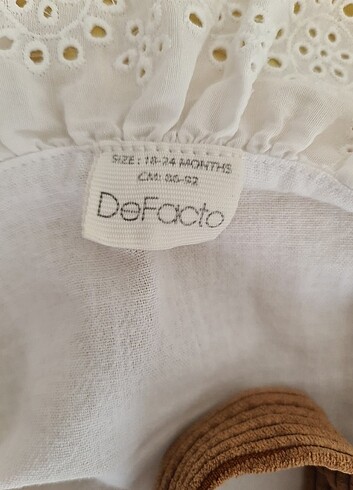 SIZE: 18-24 MONTHS
CM: 86-92
DeFacto